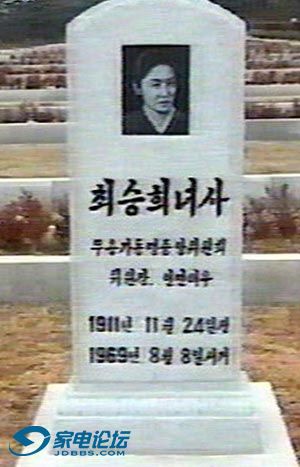 최승희녀사
무용가동맹중앙위원회
위원장, 인민배우
1911년 11월 24일생
1969년 8월 8일서거
家电论坛
JDBBS.COM